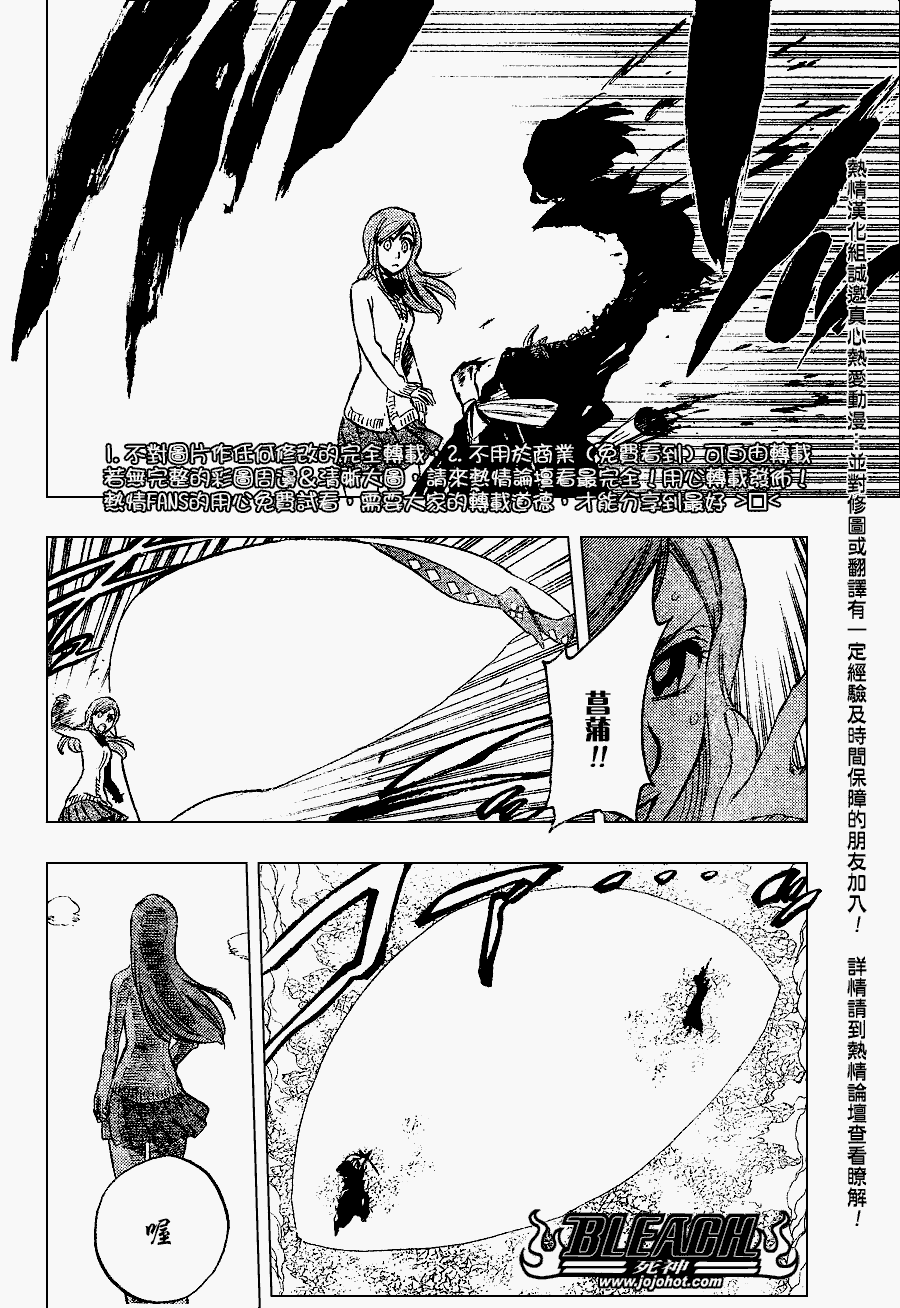 1. 不對圖片作任何修改的完全轉載，2. 不用於商業（免費看到）可自由轉載
若無完整的彩圖周邊&清晰大圖，請來熱情論壇看最完全！用心轉載發佈！
熱情FANS的用心免費試看，需要大家的轉載道德，才能分享到最好 >□<
熱情漢化組誠邀真心熱愛動漫…並對修圖或翻譯有一定經驗及時間保障的朋友加入！ 詳情請到熱情論壇查看瞭解！
菖蒲!!
喔
BLEACH
死神
www.jojohot.com